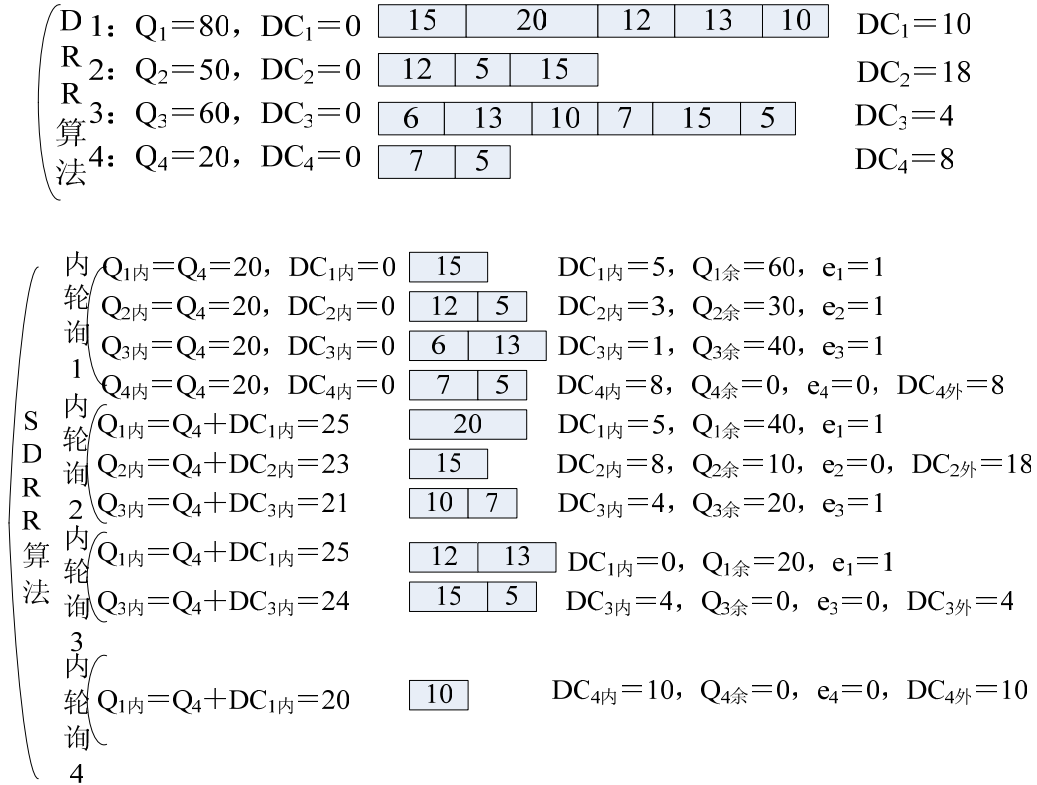 DRR算法
1：Q₁＝80，DC₁＝0 15 20 12 13 10 DC₁＝10
2：Q₂＝50，DC₂＝0 12 5 15 DC₂＝18
3：Q₃＝60，DC₃＝0 6 13 10 7 15 5 DC₃＝4
4：Q₄＝20，DC₄＝0 7 5 DC₄＝8
SDRR算法
内轮询1
Q₁内＝Q₄＝20，DC₁内＝0 15 DC₁内＝5，Q₁余＝60，e₁＝1
Q₂内＝Q₄＝20，DC₂内＝0 12 5 DC₂内＝3，Q₂余＝30，e₂＝1
Q₃内＝Q₄＝20，DC₃内＝0 6 13 DC₃内＝1，Q₃余＝40，e₃＝1
Q₄内＝Q₄＝20，DC₄内＝0 7 5 DC₄内＝8，Q₄余＝0，e₄＝0，DC₄外＝8
内轮询2
Q₁内＝Q₄＋DC₁内＝25 20 DC₁内＝5，Q₁余＝40，e₁＝1
Q₂内＝Q₄＋DC₂内＝23 15 DC₂内＝8，Q₂余＝10，e₂＝0，DC₂外＝18
Q₃内＝Q₄＋DC₃内＝21 10 7 DC₃内＝4，Q₃余＝20，e₃＝1
内轮询3
Q₁内＝Q₄＋DC₁内＝25 12 13 DC₁内＝0，Q₁余＝20，e₁＝1
Q₃内＝Q₄＋DC₃内＝24 15 5 DC₃内＝4，Q₃余＝0，e₃＝0，DC₃外＝4
内轮询4
Q₁内＝Q₄＋DC₁内＝20 10 DC₄内＝10，Q₄余＝0，e₄＝0，DC₄外＝10